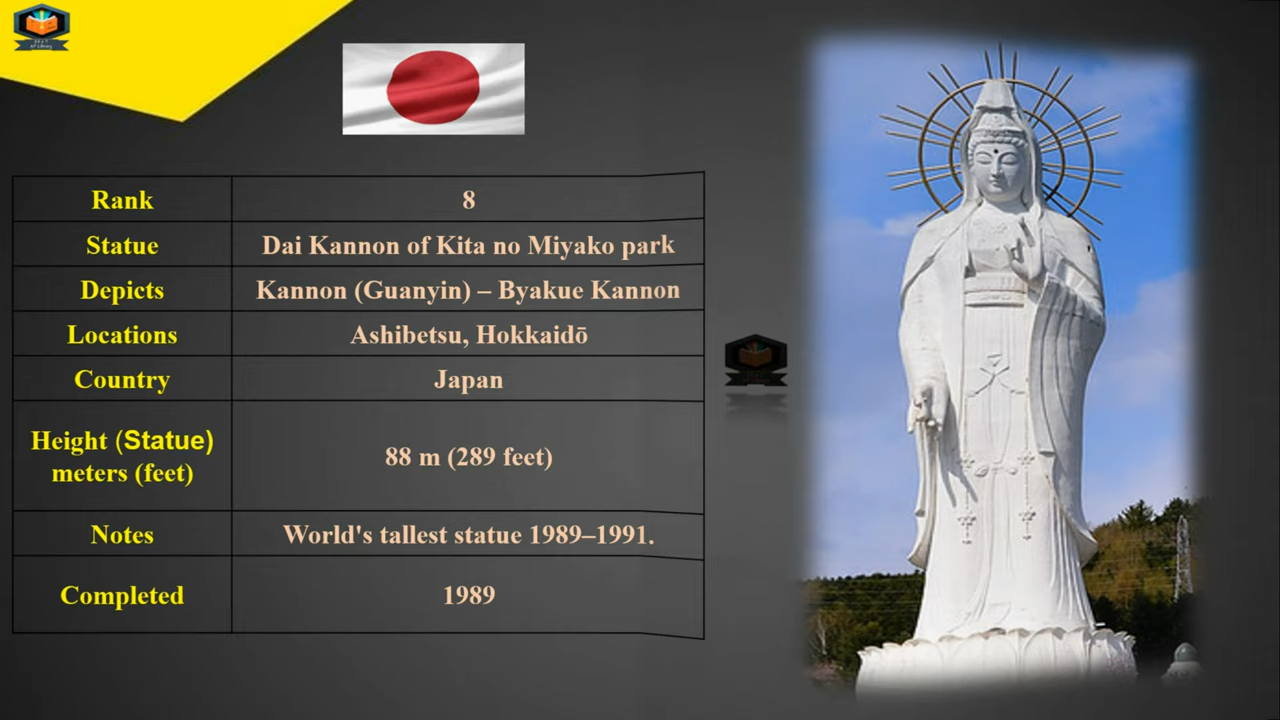 Rank 8
Statue Dai Kannon of Kita no Miyako park
Depicts Kannon (Guanyin) – Byakue Kannon
Locations Ashibetsu, Hokkaidō
Country Japan
Height (Statue)
meters (feet) 88 m (289 feet)
Notes World's tallest statue 1989–1991.
Completed 1989